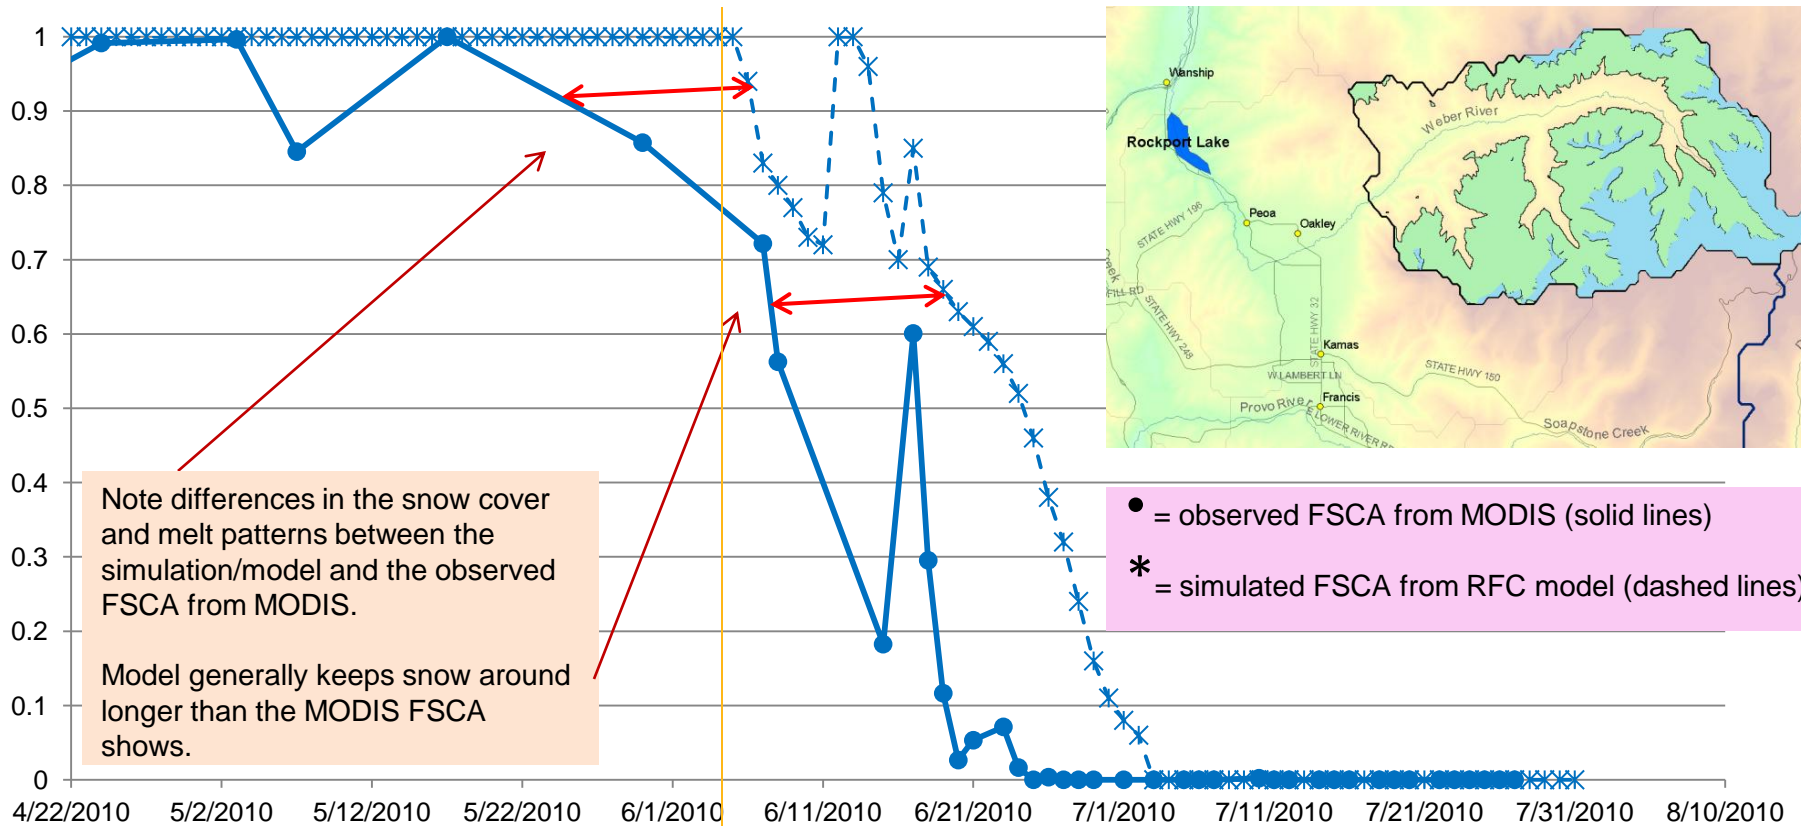 1
0.9
0.8
0.7
0.6
0.5
0.4
0.3
0.2
0.1
0
4/22/2010
5/2/2010
5/12/2010
5/22/2010
6/1/2010
6/11/2010
6/21/2010
7/1/2010
7/11/2010
7/21/2010
7/31/2010
8/10/2010
Note differences in the snow cover
and melt patterns between the
simulation/model and the observed
FSCA from MODIS.
Model generally keeps snow around
longer than the MODIS FSCA
shows.
Wanship
Rockport Lake
Weber River
STATE HWY 196
Peoa
Oakley
Creek
FILL RD
STATE HWY 248
STATE HWY 32
Kamas
W LAMBERT LN
STATE HWY 150
Francis
Provo River
E LOWER RIVER RD
Soapstone Creek
• = observed FSCA from MODIS (solid lines)
* = simulated FSCA from RFC model (dashed lines)